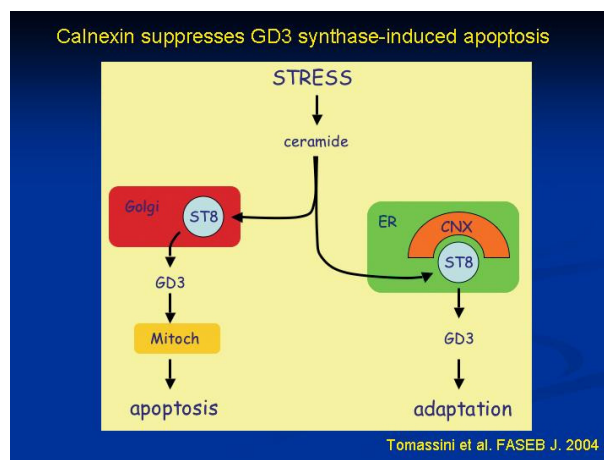 Calnexin suppresses GD3 synthase-induced apoptosis
STRESS
ceramide
Golgi
ST8
GD3
Mitoch
apoptosis
ER
CNX
ST8
GD3
adaptation
Tomassini et al. FASEB J. 2004